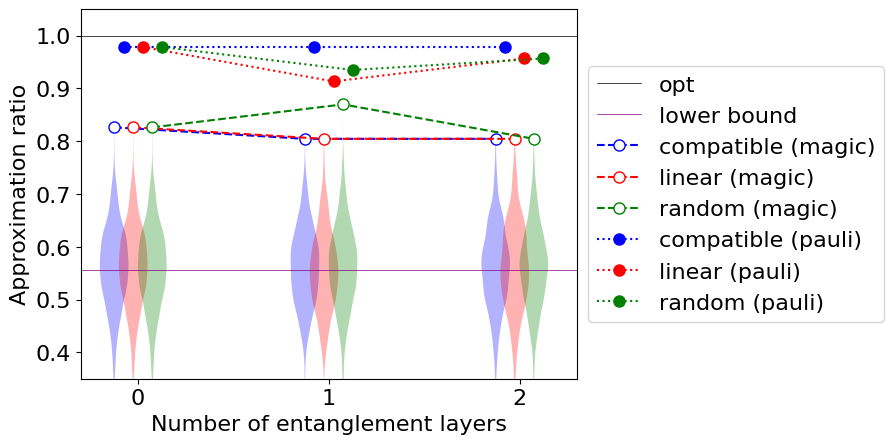 1.0
0.9
0.8
0.7
0.6
0.5
0.4
Approximation ratio
0 1 2
Number of entanglement layers
opt
lower bound
compatible (magic)
linear (magic)
random (magic)
compatible (pauli)
linear (pauli)
random (pauli)